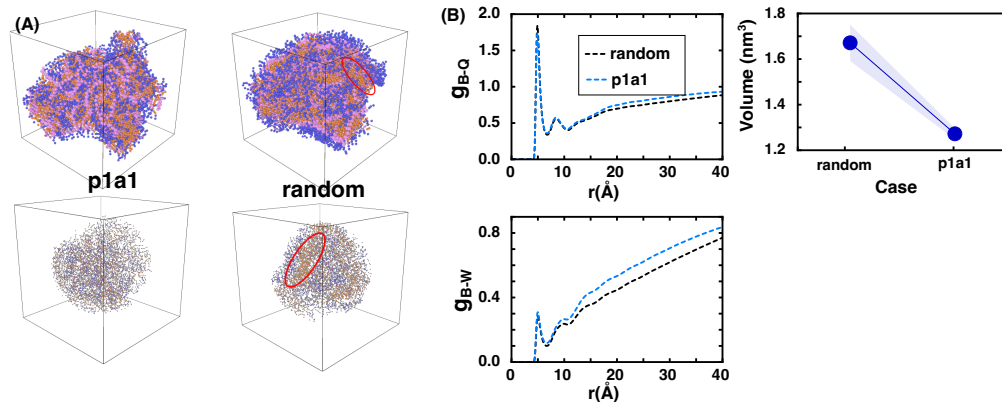 (A)
p1a1
random
(B)
2.0
1.5
1.0
0.5
0.0
g_B-Q
random
p1a1
0 10 20 30 40
r(Å)
0.8
0.4
0.0
g_B-W
0 10 20 30 40
r(Å)
Volume (nm³)
1.8
1.6
1.4
1.2
random p1a1
Case